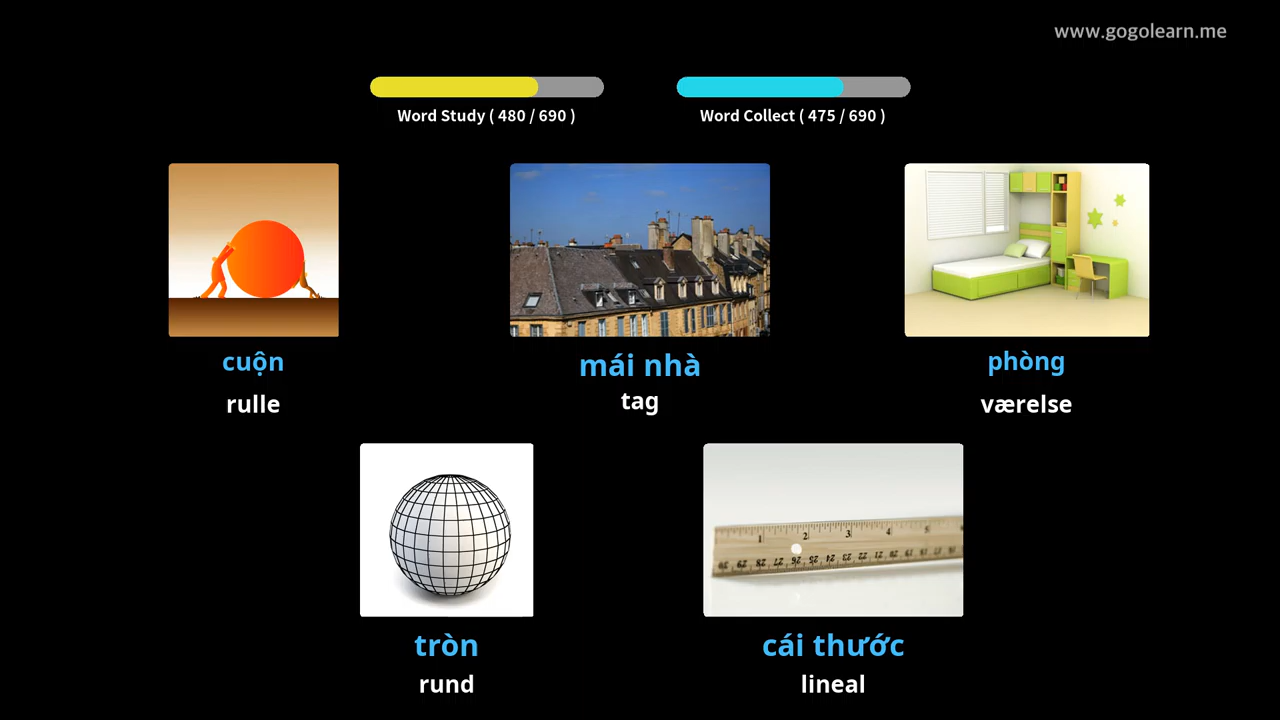 www.gogolearn.me
Word Study ( 480 / 690 )
Word Collect ( 475 / 690 )
cuộn
rulle
mái nhà
tag
phòng
værelse
tròn
rund
cái thước
lineal